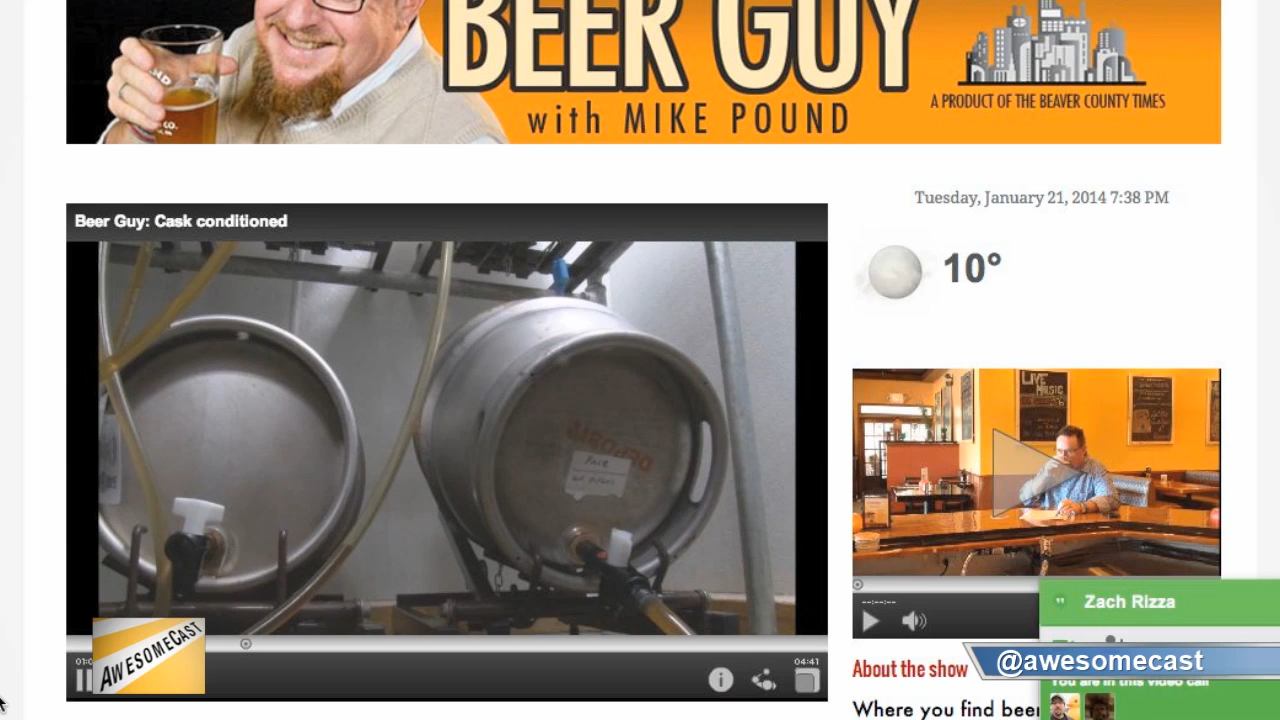 BEER GUY
with MIKE POUND
A PRODUCT OF THE BEAVER COUNTY TIMES
Tuesday, January 21, 2014 7:38 PM
Beer Guy: Cask conditioned
10°
LIVE
MUSIC
04:41
AWESOMECAST
Zach Rizza
@awesomecast
You are in this video call
About the show
Where you find beer